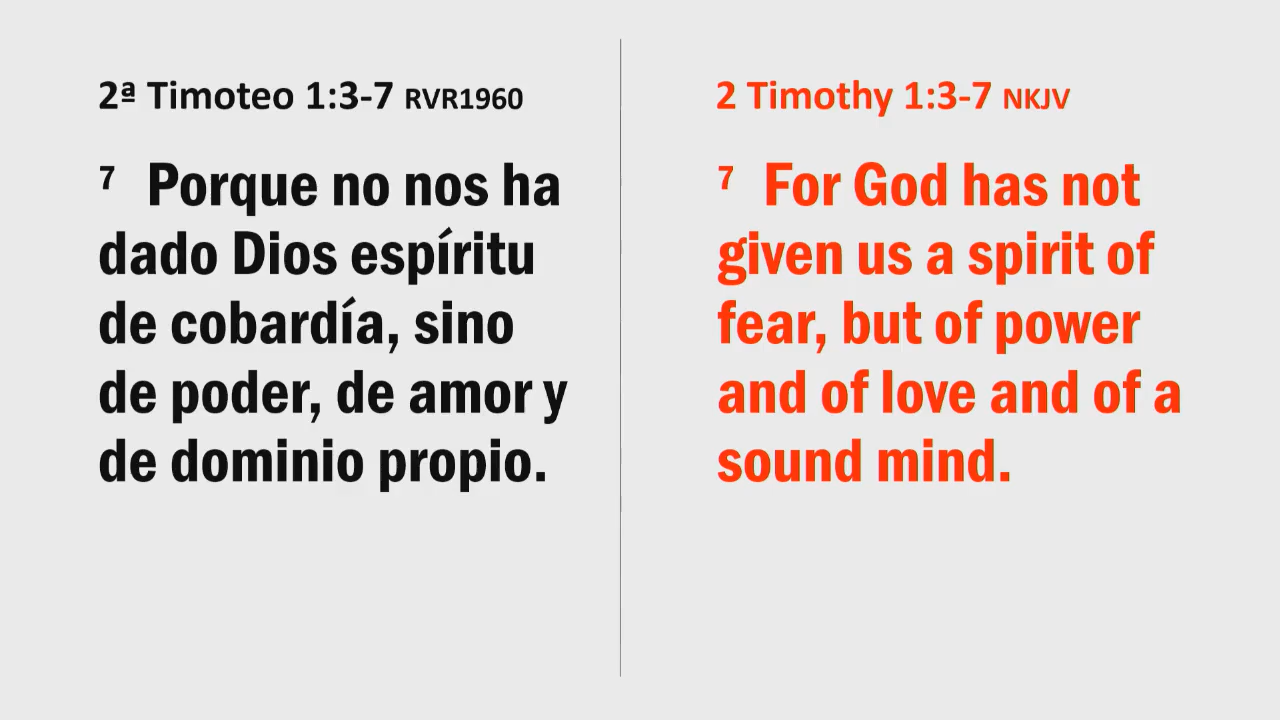 2ª Timoteo 1:3-7 RVR1960
7 Porque no nos ha
dado Dios espíritu
de cobardía, sino
de poder, de amor y
de dominio propio.
2 Timothy 1:3-7 NKJV
7 For God has not
given us a spirit of
fear, but of power
and of love and of a
sound mind.